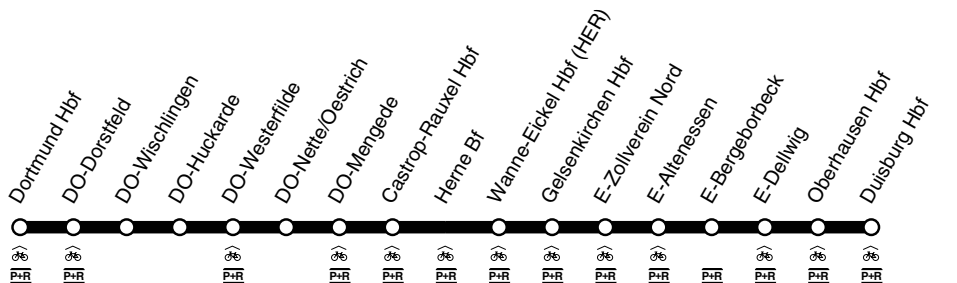 Dortmund Hbf
DO-Dorstfeld
DO-Wischlingen
DO-Huckarde
DO-Westerfilde
DO-Nette/Oestrich
DO-Mengede
Castrop-Rauxel Hbf
Herne Bf
Wanne-Eickel Hbf (HER)
Gelsenkirchen Hbf
E-Zollverein Nord
E-Altenessen
E-Bergeborbeck
E-Dellwig
Oberhausen Hbf
Duisburg Hbf
P+R P+R P+R P+R P+R P+R P+R P+R P+R P+R P+R P+R P+R P+R